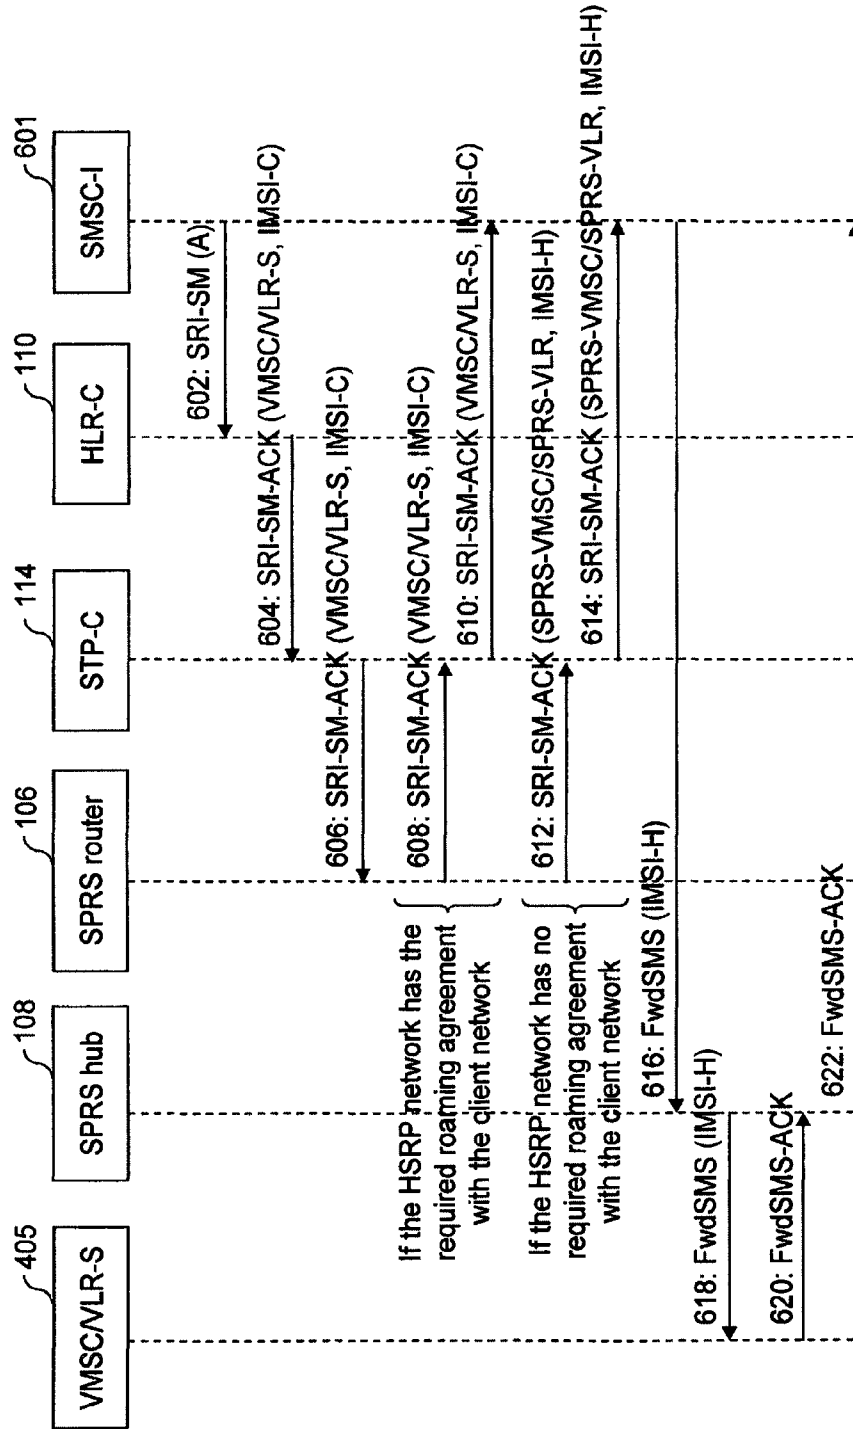 405
108
106
114
110
601
VMSC/VLR-S
SPRS hub
SPRS router
STP-C
HLR-C
SMSC-I
602: SRI-SM (A)
604: SRI-SM-ACK (VMSC/VLR-S, IMSI-C)
606: SRI-SM-ACK (VMSC/VLR-S, IMSI-C)
If the HSRP network has the
required roaming agreement
with the client network
608: SRI-SM-ACK (VMSC/VLR-S, IMSI-C)
610: SRI-SM-ACK (VMSC/VLR-S, IMSI-C)
If the HSRP network has no
required roaming agreement
with the client network
612: SRI-SM-ACK (SPRS-VMSC/SPRS-VLR, IMSI-H)
614: SRI-SM-ACK (SPRS-VMSC/SPRS-VLR, IMSI-H)
616: FwdSMS (IMSI-H)
618: FwdSMS (IMSI-H)
620: FwdSMS-ACK
622: FwdSMS-ACK